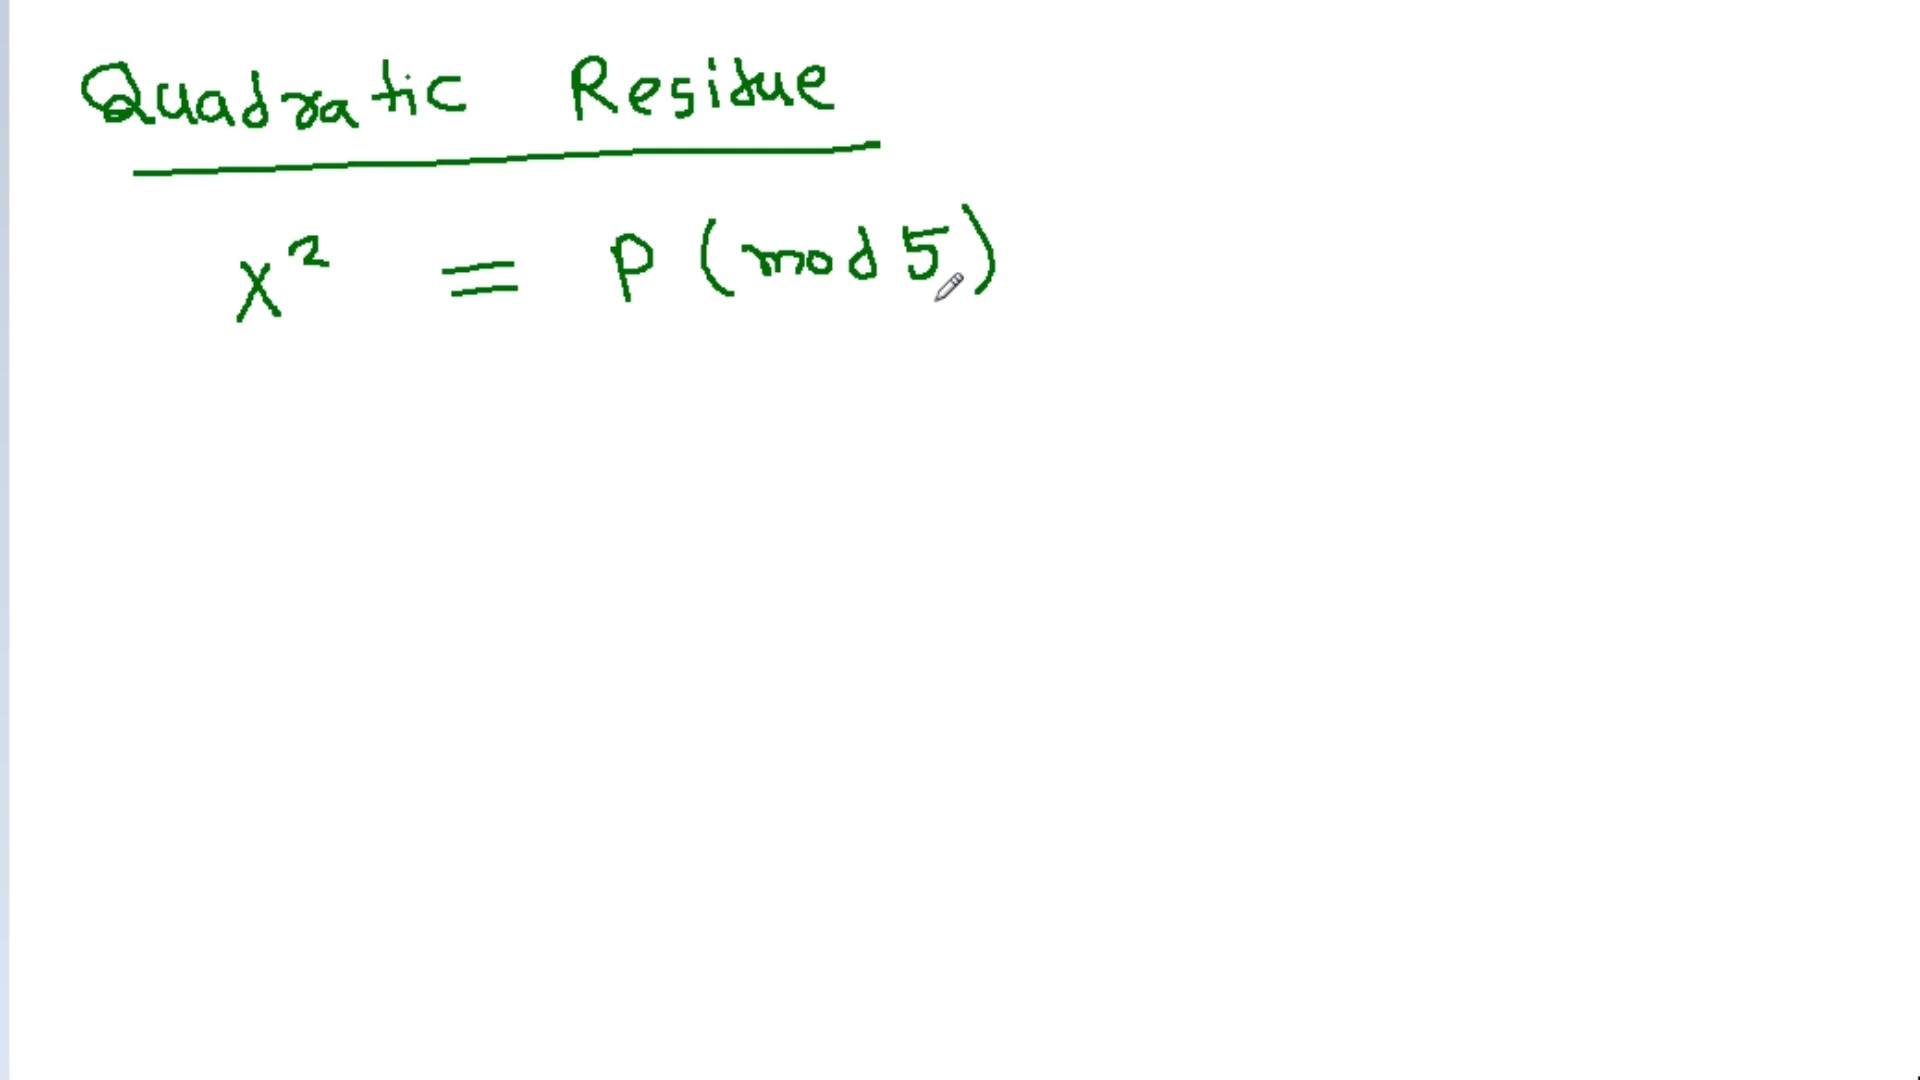 Quadratic Residue
x² = P (mod 5)